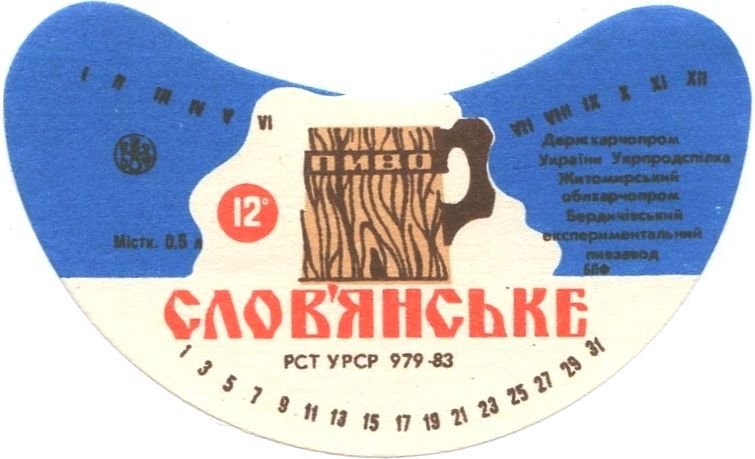 I II III IV V VI
VII VIII IX X XI XII
Держхарчопром
України Укрпродспілка
Житомирський
облхарчопром
Бердичівський
експериментальний
пивзавод
БПФ
ПИВО
12°
Містк. 0,5 л
СЛОВ'ЯНСЬКЕ
РСТ УРСР 979-83
1 3 5 7 9 11 13 15 17 19 21 23 25 27 29 31